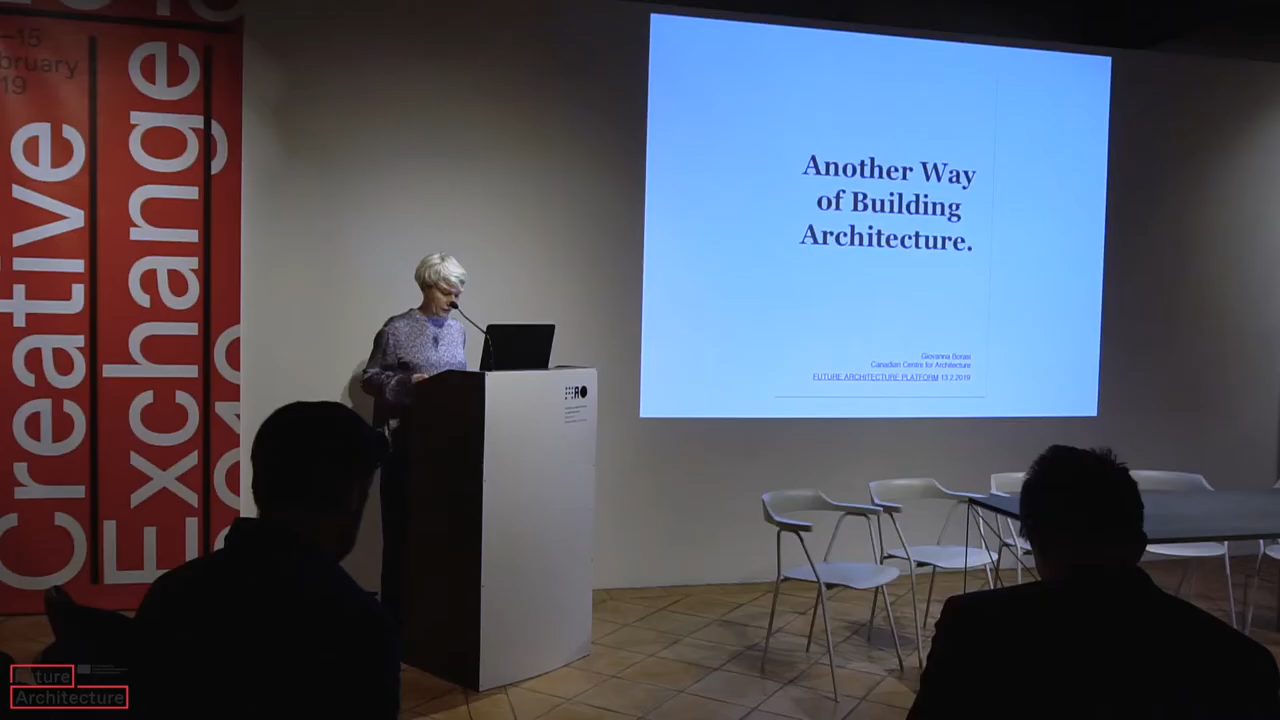 –15
bruary
19
Creative
Exchange
Another Way
of Building
Architecture.
Giovanna Borasi
Canadian Centre for Architecture
FUTURE ARCHITECTURE PLATFORM 13.2.2019
Future
Architecture